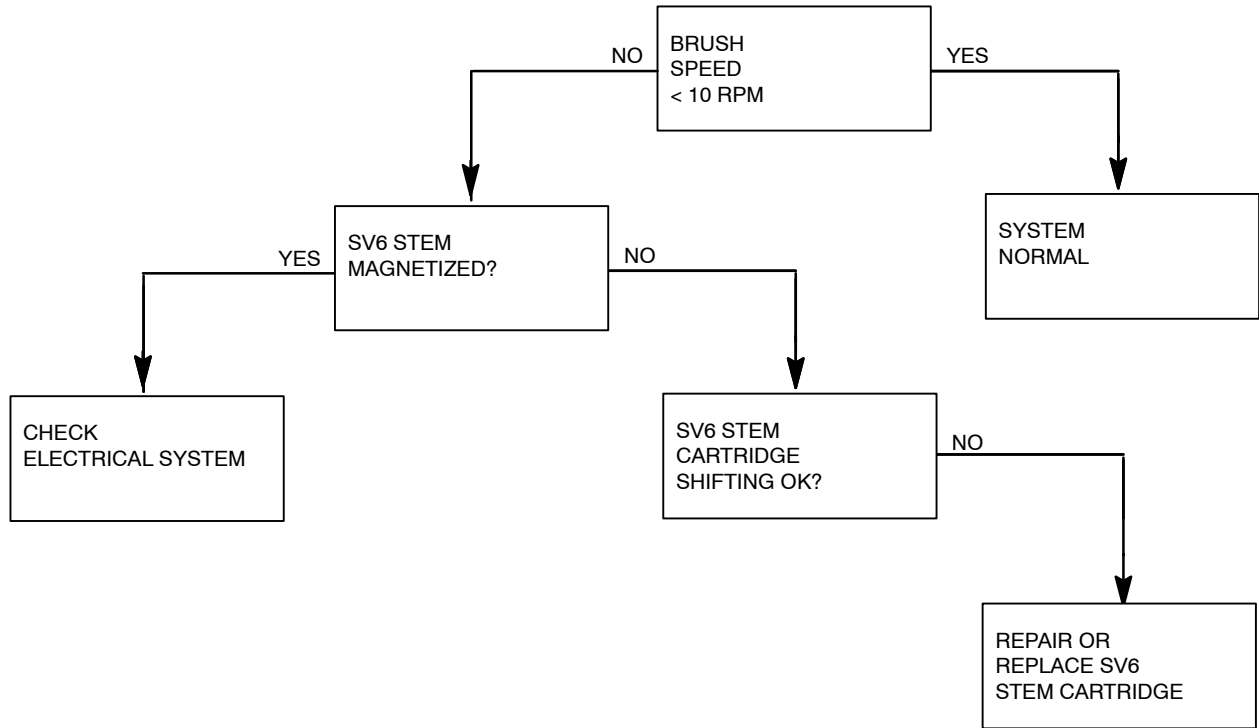 BRUSH
SPEED
< 10 RPM
NO
YES
SV6 STEM
MAGNETIZED?
SYSTEM
NORMAL
YES
NO
CHECK
ELECTRICAL SYSTEM
SV6 STEM
CARTRIDGE
SHIFTING OK?
NO
REPAIR OR
REPLACE SV6
STEM CARTRIDGE